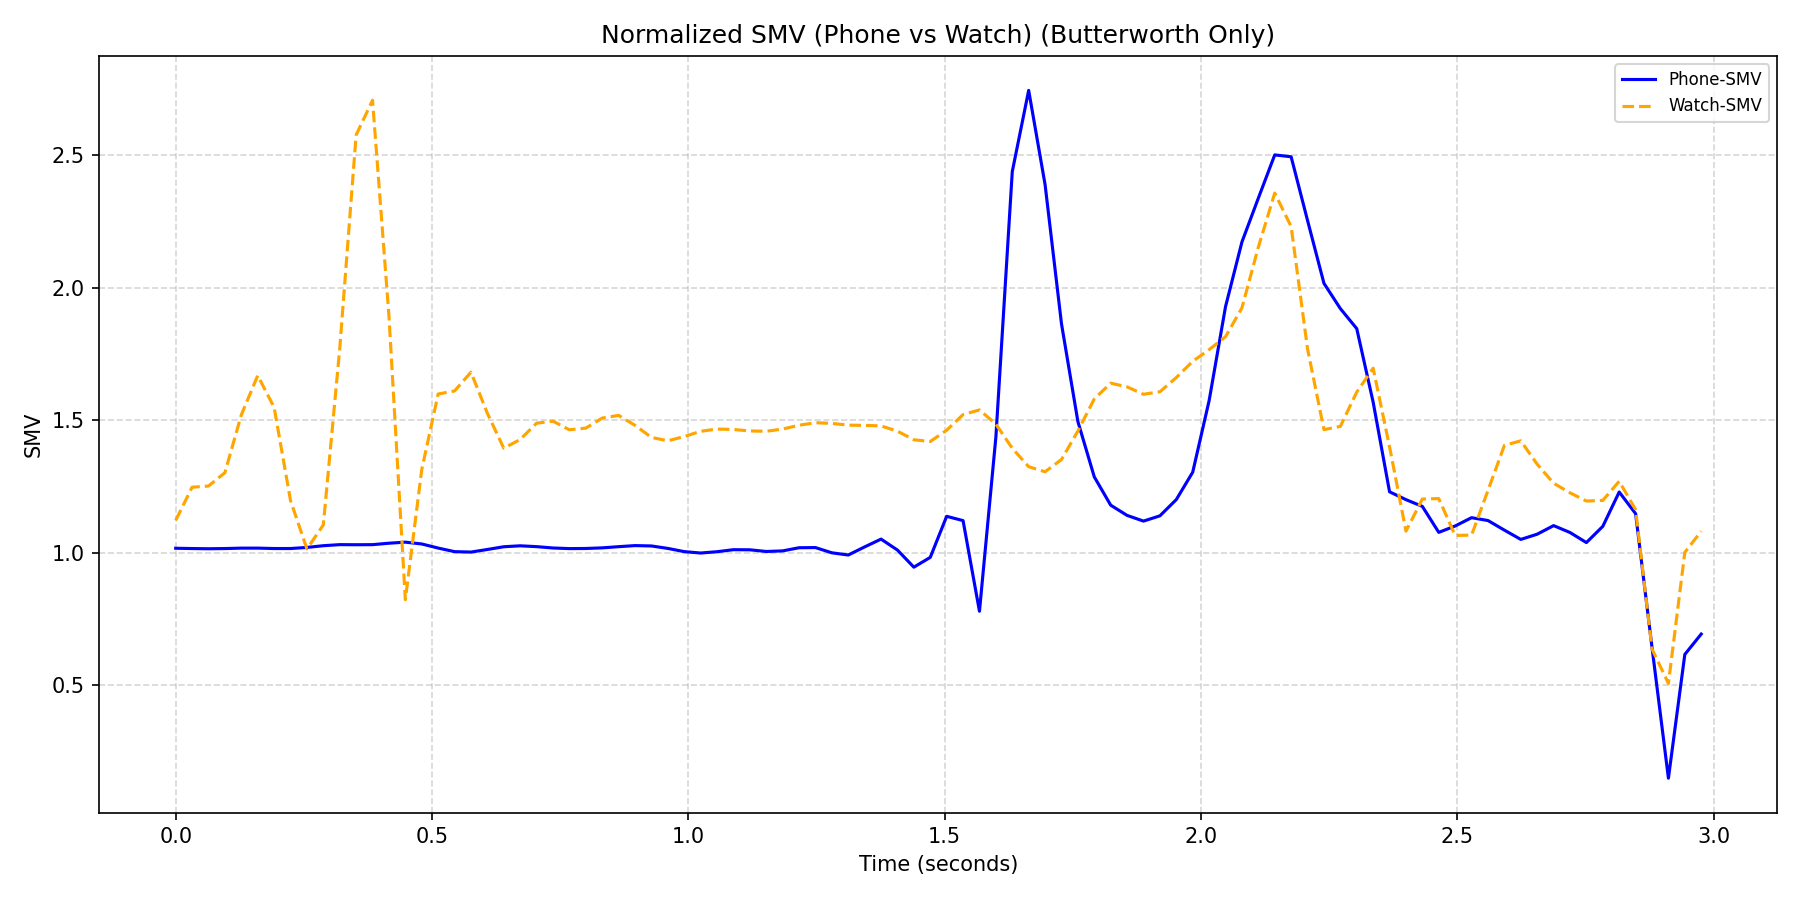 Normalized SMV (Phone vs Watch) (Butterworth Only)
Phone-SMV
Watch-SMV
SMV
2.5
2.0
1.5
1.0
0.5
0.0 0.5 1.0 1.5 2.0 2.5 3.0
Time (seconds)